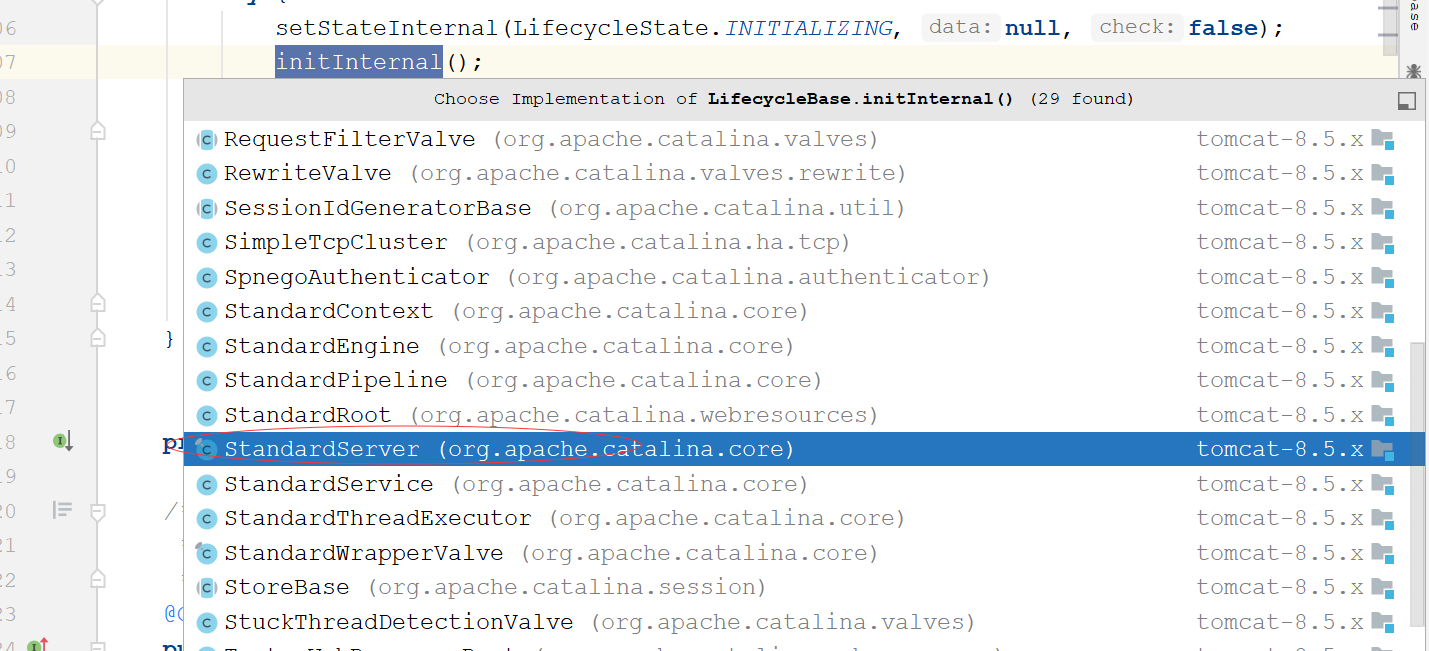 06 setStateInternal(LifecycleState.INITIALIZING, data: null, check: false);
07 initInternal();
Choose Implementation of LifecycleBase.initInternal() (29 found)
08
RequestFilterValve (org.apache.catalina.valves) tomcat-8.5.x
09
RewriteValve (org.apache.catalina.valves.rewrite) tomcat-8.5.x
10
SessionIdGeneratorBase (org.apache.catalina.util) tomcat-8.5.x
11
SimpleTcpCluster (org.apache.catalina.ha.tcp) tomcat-8.5.x
12
SpnegoAuthenticator (org.apache.catalina.authenticator) tomcat-8.5.x
13
StandardContext (org.apache.catalina.core) tomcat-8.5.x
14
15 }
StandardEngine (org.apache.catalina.core) tomcat-8.5.x
16
StandardPipeline (org.apache.catalina.core) tomcat-8.5.x
17
StandardRoot (org.apache.catalina.webresources) tomcat-8.5.x
18
StandardServer (org.apache.catalina.core) tomcat-8.5.x
19
StandardService (org.apache.catalina.core) tomcat-8.5.x
20 /*
StandardThreadExecutor (org.apache.catalina.core) tomcat-8.5.x
21
StandardWrapperValve (org.apache.catalina.core) tomcat-8.5.x
22
StoreBase (org.apache.catalina.session) tomcat-8.5.x
23
StuckThreadDetectionValve (org.apache.catalina.valves) tomcat-8.5.x
24